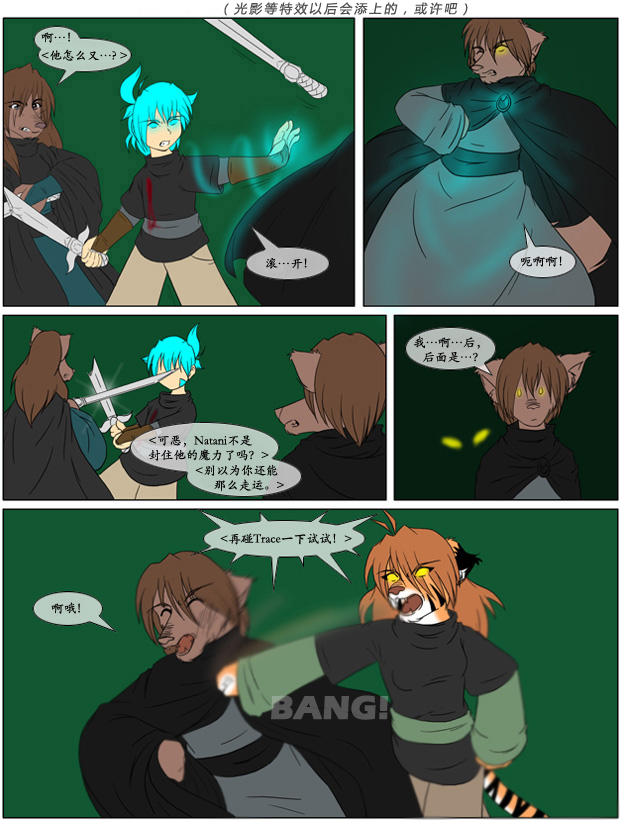 （光影等特效以后会添上的，或许吧）
啊…！
<他怎么又…?>
滚…开！
呃啊啊！
<可恶，Natani不是
封住他的魔力了吗？>
<别以为你还能
那么走运。>
我…啊…后，
后面是…？
<再碰Trace一下试试！>
啊哦！
BANG!